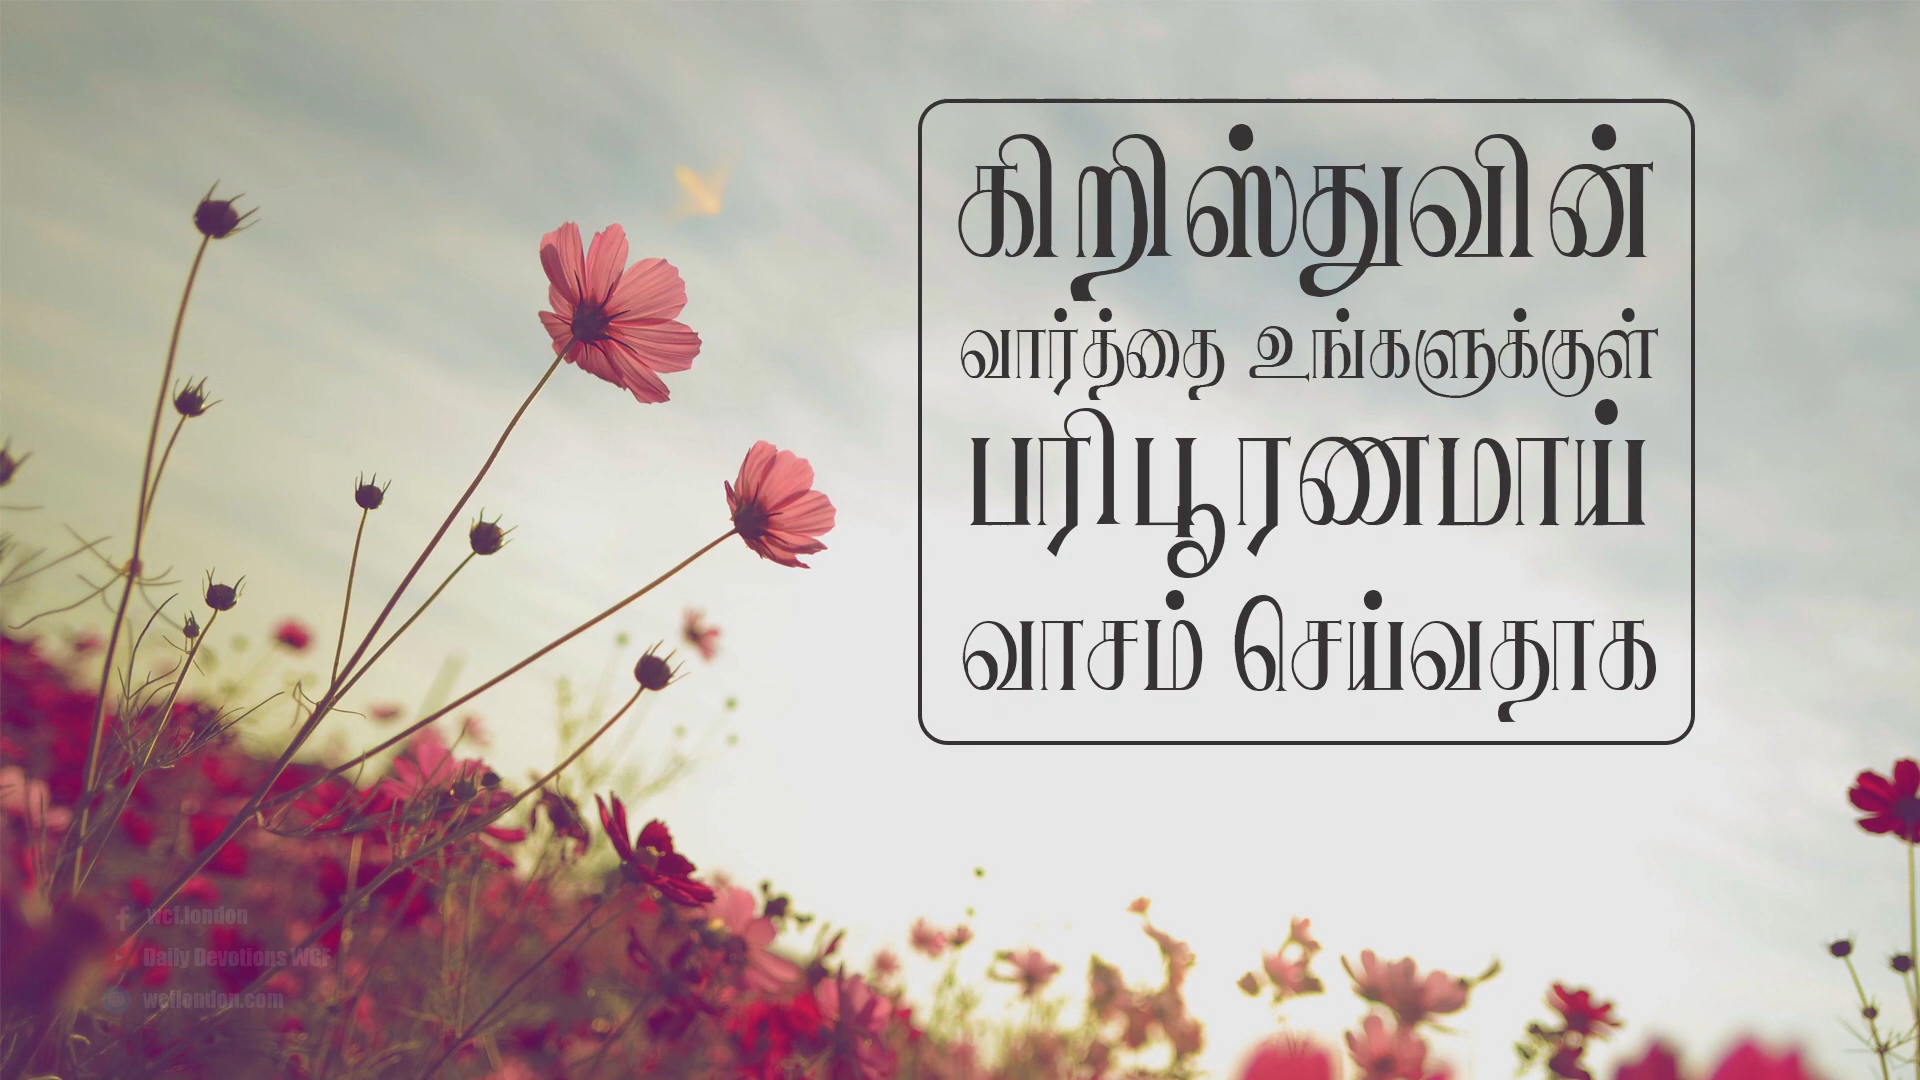 கிறிஸ்துவின்
வார்த்தை உங்களுக்குள்
பரிபூரணமாய்
வாசம் செய்வதாக
wcf.london
Daily Devotions WCF
wcflondon.com